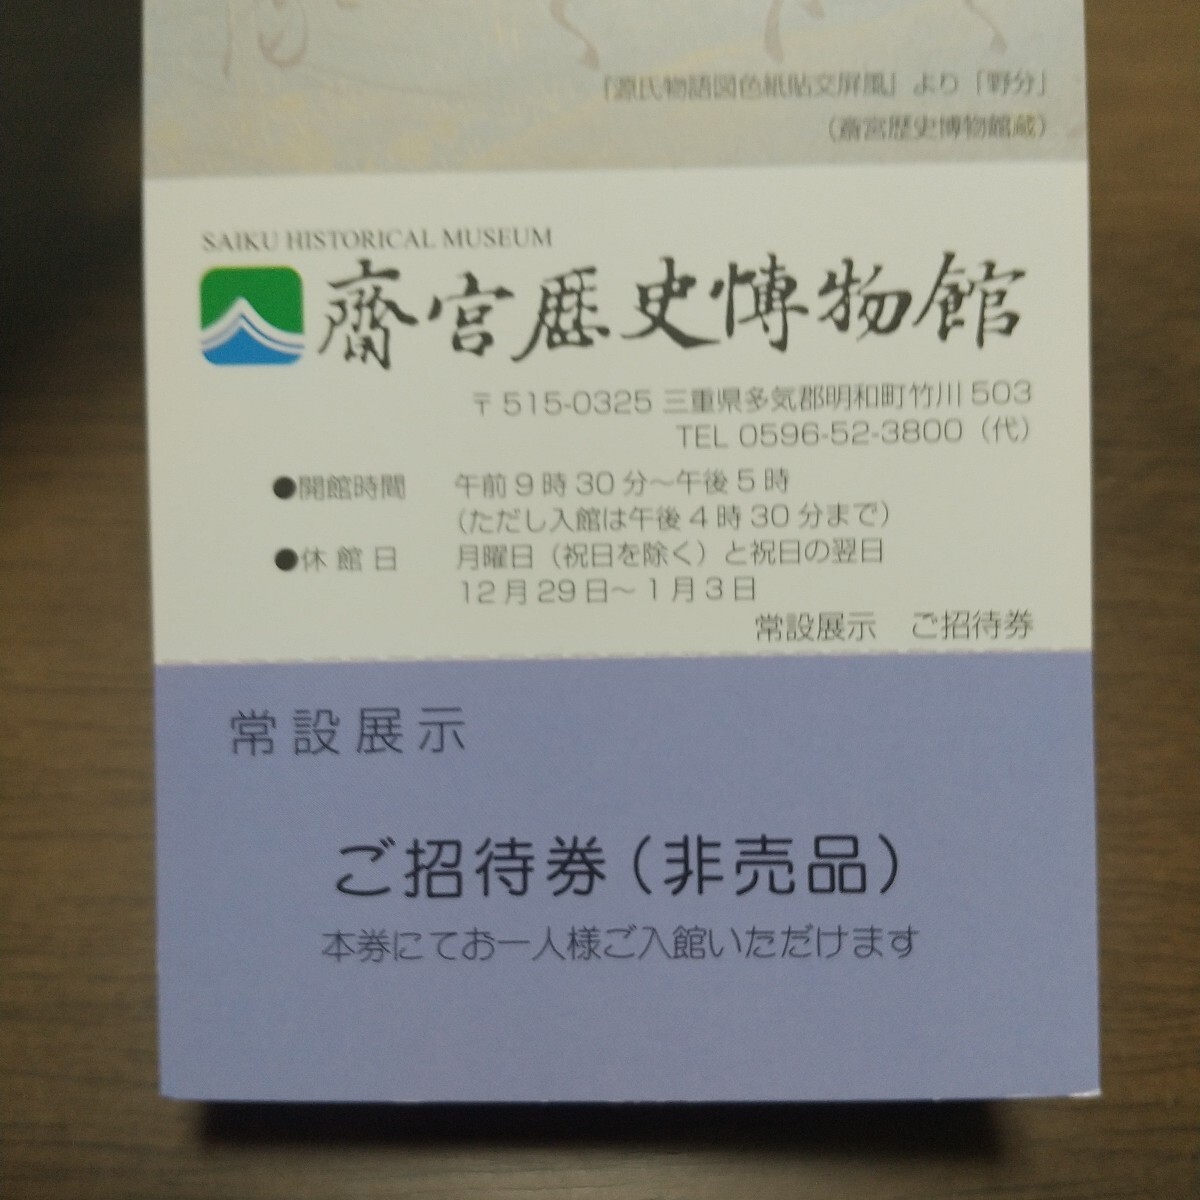 「源氏物語図色紙貼交屏風」より「野分」
（斎宮歴史博物館蔵）
SAIKU HISTORICAL MUSEUM
齋宮歴史博物館
〒515-0325 三重県多気郡明和町竹川503
TEL 0596-52-3800（代）
●開館時間 午前9時30分～午後5時
（ただし入館は午後4時30分まで）
●休館日 月曜日（祝日を除く）と祝日の翌日
12月29日～1月3日
常設展示 ご招待券
常設展示
ご招待券（非売品）
本券にてお一人様ご入館いただけます